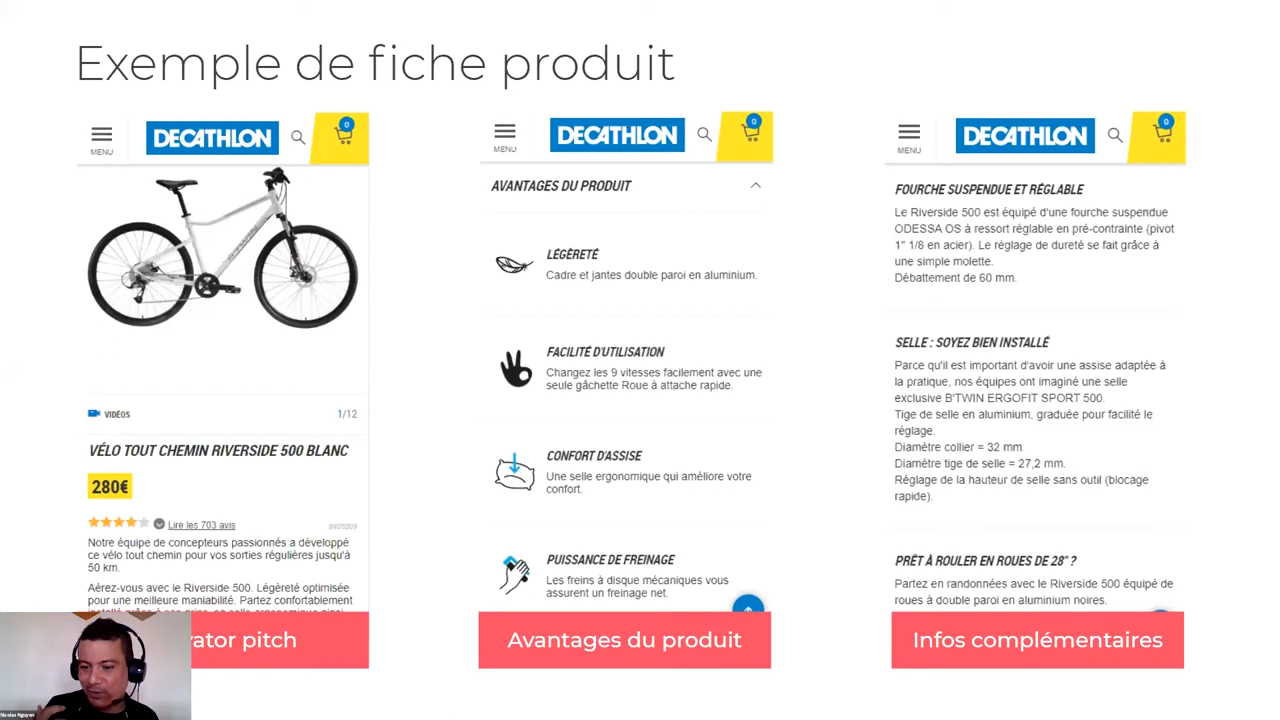 Exemple de fiche produit
MENU
DECATHLON
0
VIDÉOS
1/12
VÉLO TOUT CHEMIN RIVERSIDE 500 BLANC
280€
Lire les 703 avis
Notre équipe de concepteurs passionnés a développé
ce vélo tout chemin pour vos sorties régulières jusqu'à
50 km.
Aérez-vous avec le Riverside 500. Légèreté optimisée
pour une meilleure maniabilité. Partez confortablement
vator pitch
Nicolas Nguyen
MENU
DECATHLON
0
AVANTAGES DU PRODUIT
LÉGÈRETÉ
Cadre et jantes double paroi en aluminium.
FACILITÉ D'UTILISATION
Changez les 9 vitesses facilement avec une
seule gâchette Roue à attache rapide.
CONFORT D'ASSISE
Une selle ergonomique qui améliore votre
confort.
PUISSANCE DE FREINAGE
Les freins à disque mécaniques vous
assurent un freinage net.
Avantages du produit
MENU
DECATHLON
0
FOURCHE SUSPENDUE ET RÉGLABLE
Le Riverside 500 est équipé d'une fourche suspendue
ODESSA OS à ressort réglable en pré-contrainte (pivot
1" 1/8 en acier). Le réglage de dureté se fait grâce à
une simple molette.
Débattement de 60 mm.
SELLE : SOYEZ BIEN INSTALLÉ
Parce qu'il est important d'avoir une assise adaptée à
la pratique, nos équipes ont imaginé une selle
exclusive B'TWIN ERGOFIT SPORT 500.
Tige de selle en aluminium, graduée pour facilité le
réglage.
Diamètre collier = 32 mm.
Diamètre tige de selle = 27,2 mm.
Réglage de la hauteur de selle sans outil (blocage
rapide).
PRÊT À ROULER EN ROUES DE 28" ?
Partez en randonnées avec le Riverside 500 équipé de
roues à double paroi en aluminium noires.
Infos complémentaires